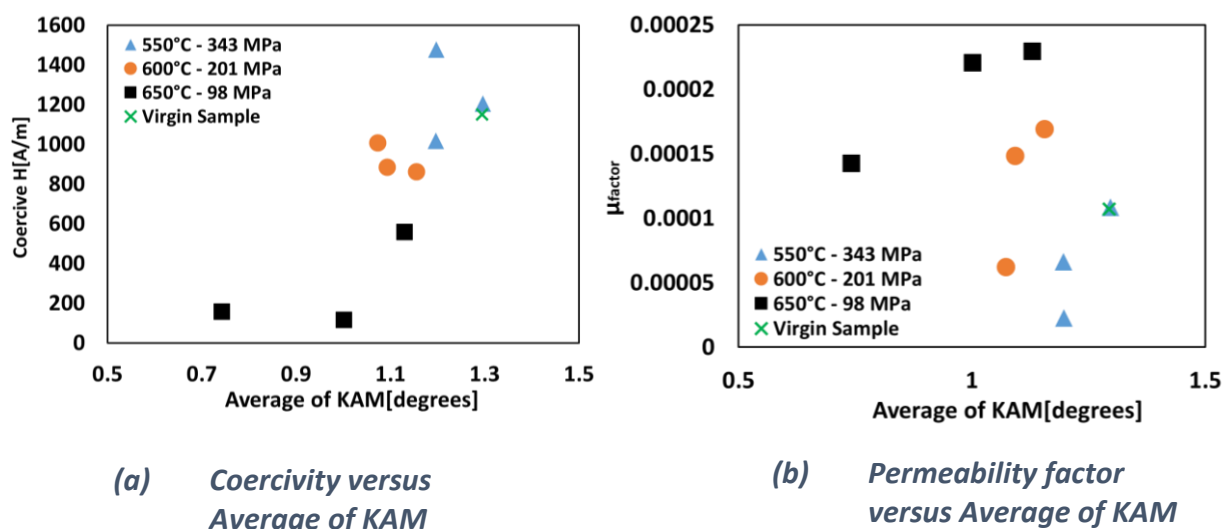 1600
1400
1200
1000
800
600
400
200
0
Coercive H[A/m]
550°C - 343 MPa
600°C - 201 MPa
650°C - 98 MPa
Virgin Sample
0.5 0.7 0.9 1.1 1.3 1.5
Average of KAM[degrees]
(a) Coercivity versus
Average of KAM
0.00025
0.0002
0.00015
0.0001
0.00005
0
µfactor
550°C - 343 MPa
600°C - 201 MPa
650°C - 98 MPa
Virgin Sample
0.5 1 1.5
Average of KAM[degrees]
(b) Permeability factor
versus Average of KAM